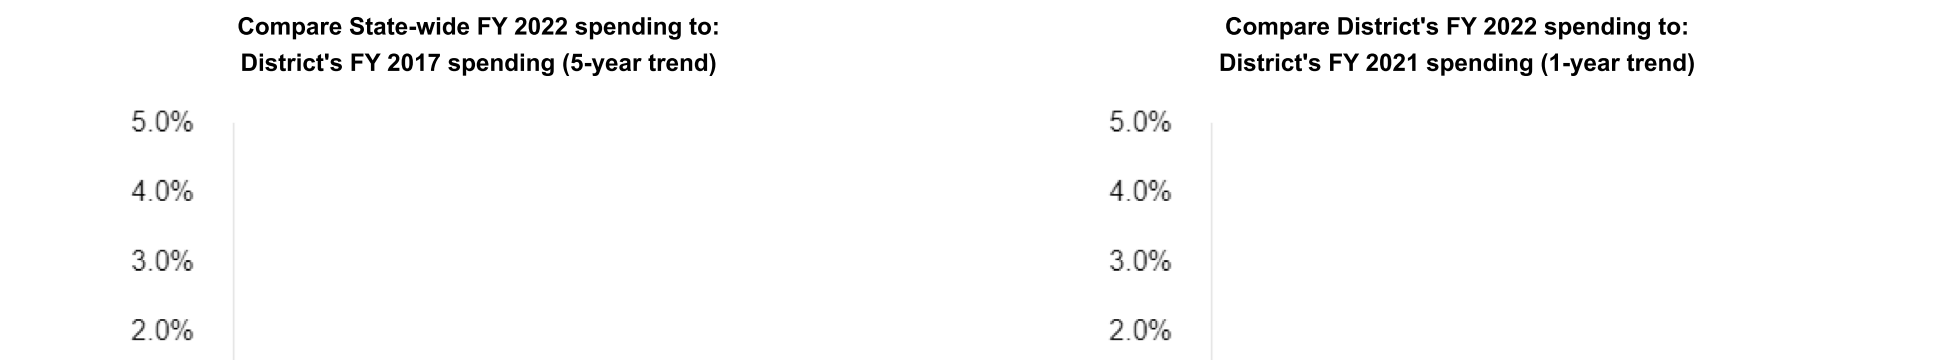 Compare State-wide FY 2022 spending to:
District's FY 2017 spending (5-year trend)
5.0%
4.0%
3.0%
2.0%
Compare District's FY 2022 spending to:
District's FY 2021 spending (1-year trend)
5.0%
4.0%
3.0%
2.0%